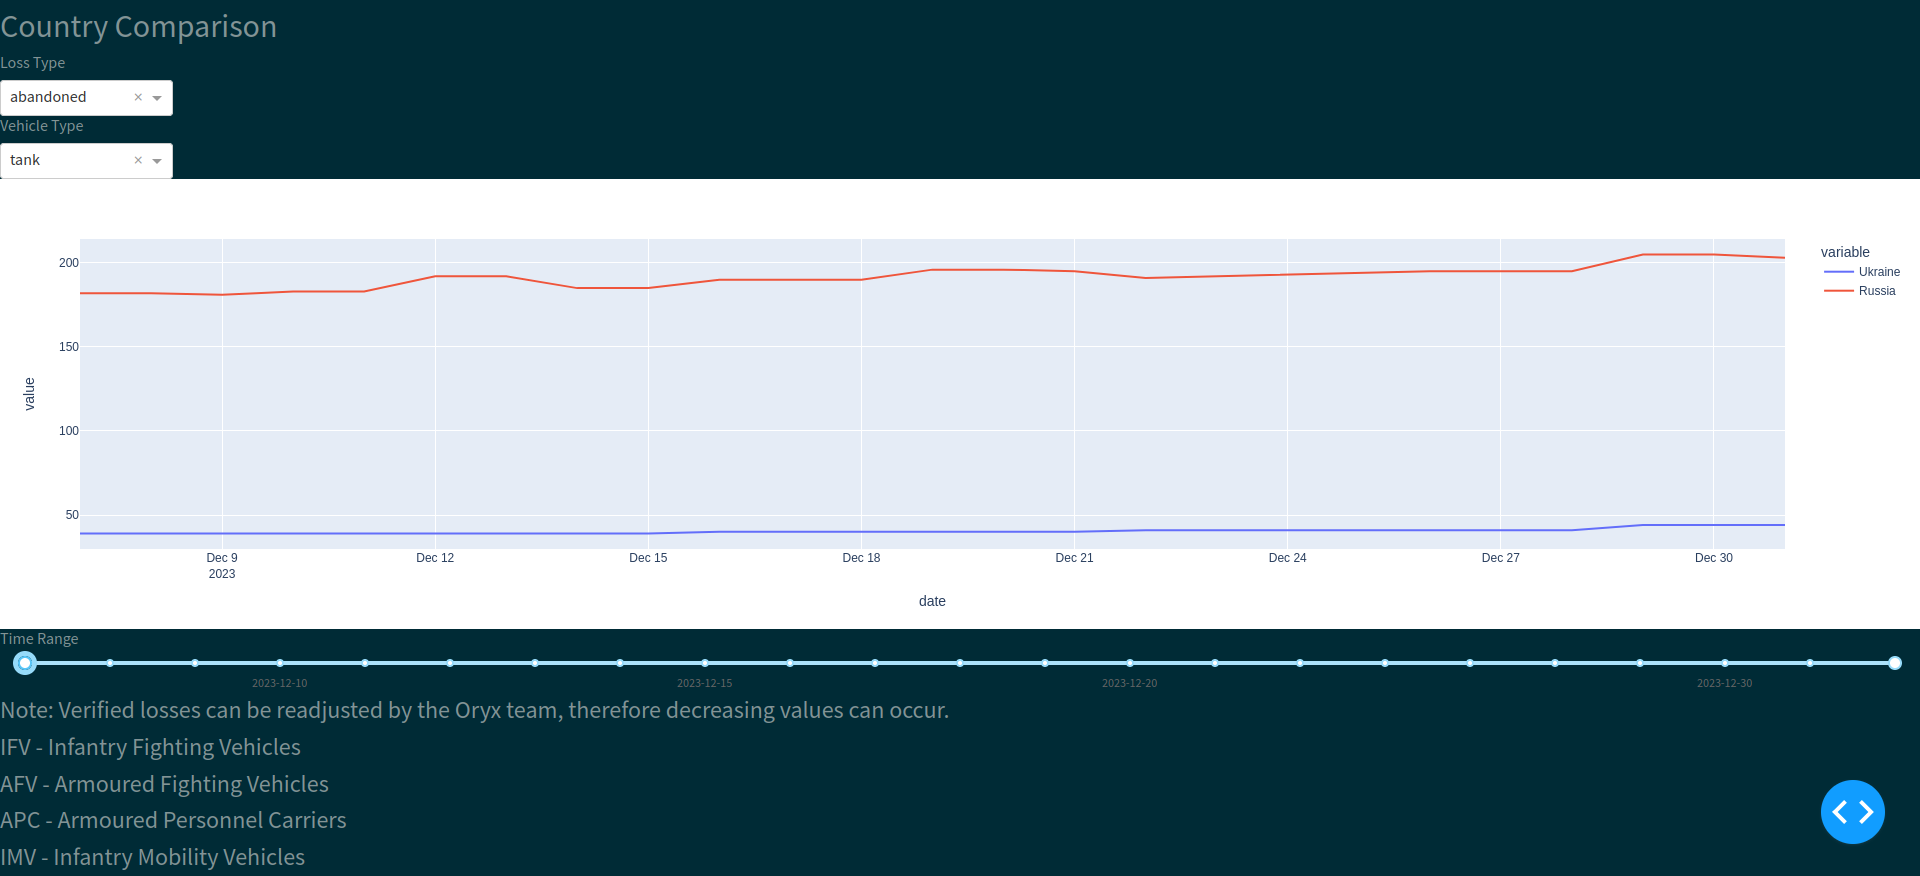 Country Comparison
Loss Type
abandoned × 
Vehicle Type
tank ×
variable
Ukraine
Russia
200
150
100
50
value
Dec 9 Dec 12 Dec 15 Dec 18 Dec 21 Dec 24 Dec 27 Dec 30
2023
date
Time Range
2023-12-10 2023-12-15 2023-12-20 2023-12-30
Note: Verified losses can be readjusted by the Oryx team, therefore decreasing values can occur.
IFV - Infantry Fighting Vehicles
AFV - Armoured Fighting Vehicles
APC - Armoured Personnel Carriers
IMV - Infantry Mobility Vehicles